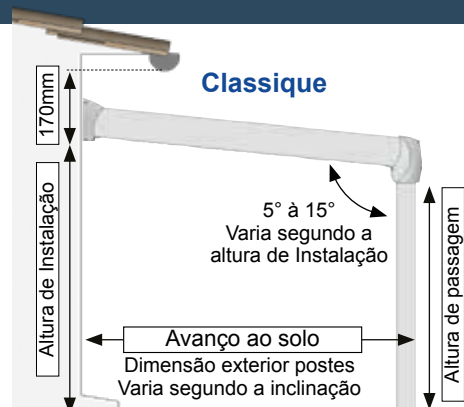 Classique
170mm
5° à 15°
Varia segundo a
altura de Instalação
Altura de Instalação
Altura de passagem
Avanço ao solo
Dimensão exterior postes
Varia segundo a inclinação